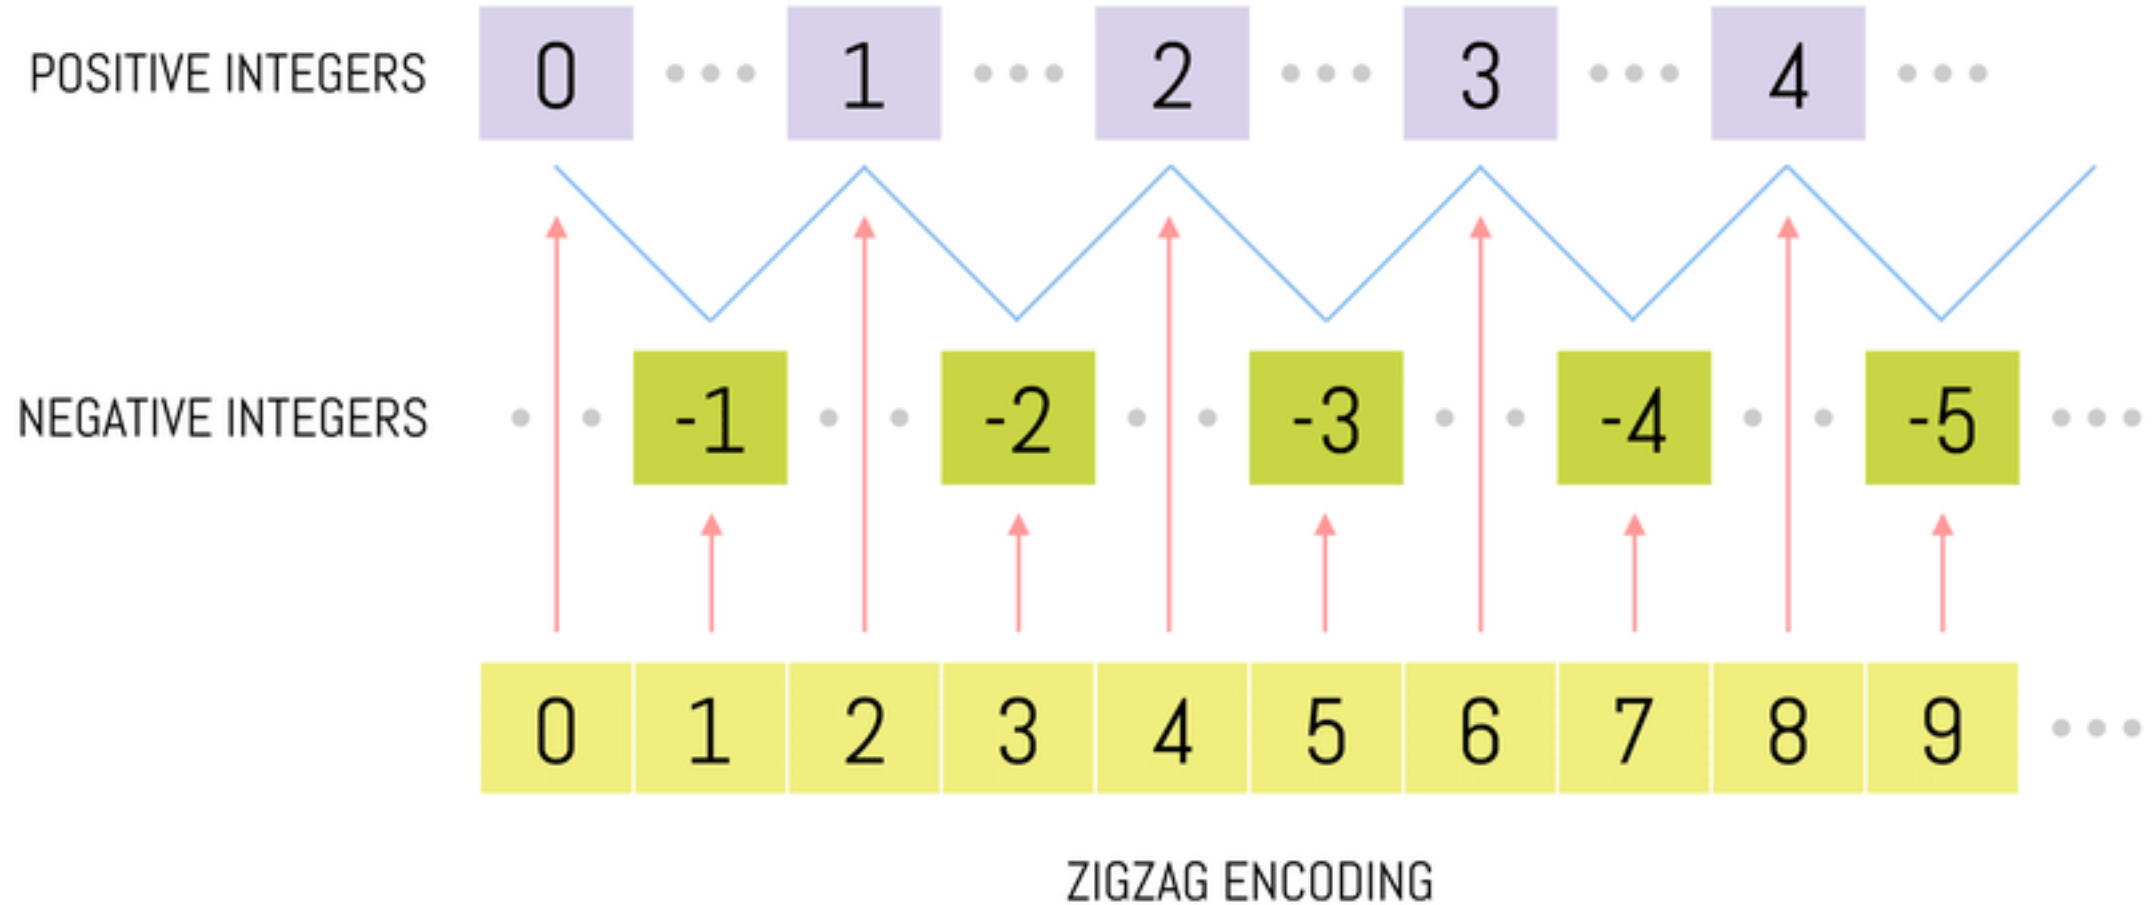 POSITIVE INTEGERS 0 1 2 3 4
NEGATIVE INTEGERS -1 -2 -3 -4 -5
0 1 2 3 4 5 6 7 8 9
ZIGZAG ENCODING